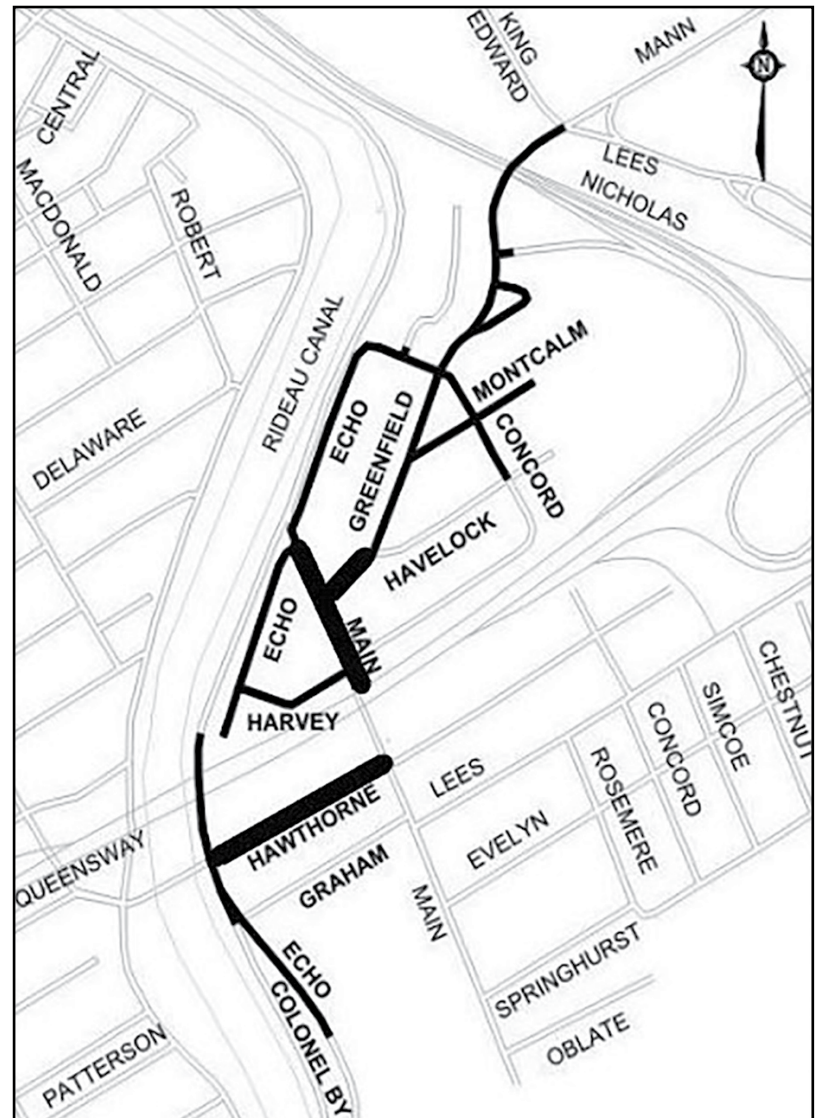 KING
EDWARD
MANN
N
CENTRAL
LEES
NICHOLAS
MACDONALD
ROBERT
RIDEAU CANAL
MONTCALM
ECHO
GREENFIELD
CONCORD
DELAWARE
HAVELOCK
ECHO
MAIN
HARVEY
CHESTNUT
SIMCOE
CONCORD
ROSEMERE
LEES
HAWTHORNE
EVELYN
QUEENSWAY
GRAHAM
MAIN
ECHO
SPRINGHURST
COLONEL BY
OBLATE
PATTERSON